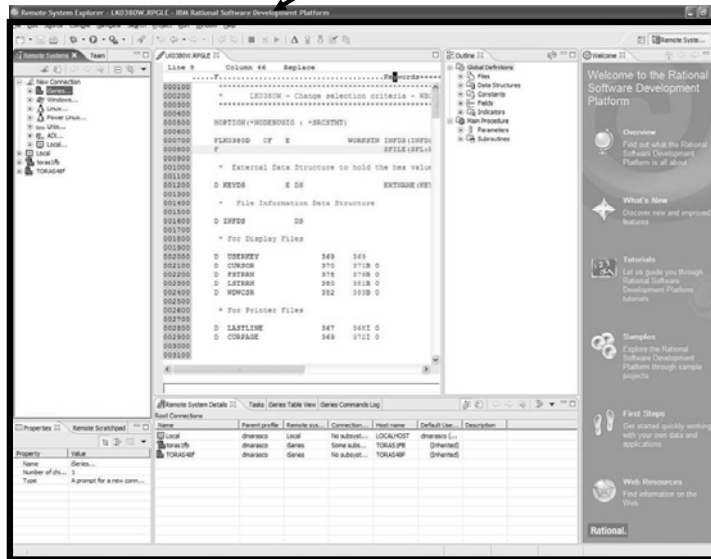 Remote System Explorer - LK0380W.RPGLE - IBM Rational Software Development Platform
Remote Syste...
Remote Systems Team
New Connection
iSeries...
Windows...
Linux...
Power Linux...
Unix...
Local...
Local
toras1fb
TORAS48F
Properties Remote Scratchpad
Property Value
Name iSeries...
Number of chi... 1
Type A prompt for a new conn...
LK0380W.RPGLE
Line 8 Column 44 Replace
000100
000200 * LK0380W - Change selection criteria -
000300
000400
000500 HOPTION(*NODEBUGIO : *SRCSTMT)
000600
000700 FLK0380D CF E WORKSTN INFDS(INFDS
000800 F SFILE(SFL:
000900
001000 * External Data Structure to hold the hex value
001100
001200 D KEYDS E DS EXTNAME(KEY
001300
001400 * File Information Data Structure
001500
001600 D INFDS DS
001700
001800 * For Display Files
001900
002000 D USERKEY 369 369
002100 D CURSOR 370 371B 0
002200 D FSTRRN 378 379B 0
002300 D LSTRRN 380 381B 0
002400 D WDWCSR 382 383B 0
002500
002600 * For Printer Files
002700
002800 D LASTLINE 367 368I 0
002900 D CURPAGE 369 372I 0
003000
003100
Outline
Global Definitions
Files
Data Structures
Constants
Fields
Indicators
Main Procedure
Parameters
Subroutines
Remote System Details Tasks iSeries Table View iSeries Commands Log
Root Connections
Name Parent profile Remote sys... Connection... Host name Default Use... Description
Local dmarasco Local No subsyst... LOCALHOST dmarasco (...
toras1fb dmarasco iSeries Some subs... TORAS1FB (Inherited)
TORAS48F dmarasco iSeries No subsyst... TORAS48F (Inherited)
Welcome
Welcome to the Rational
Software Development
Platform
Overview
Find out what the Rational
Software Development
Platform is all about
What's New
Discover new and improved
features
Tutorials
Let us guide you through
Rational Software
Development Platform
tutorials
Samples
Explore the Rational
Software Development
Platform through sample
projects
First Steps
Get started quickly working
with your own data and
applications
Web Resources
Find information on the
Web
Rational.